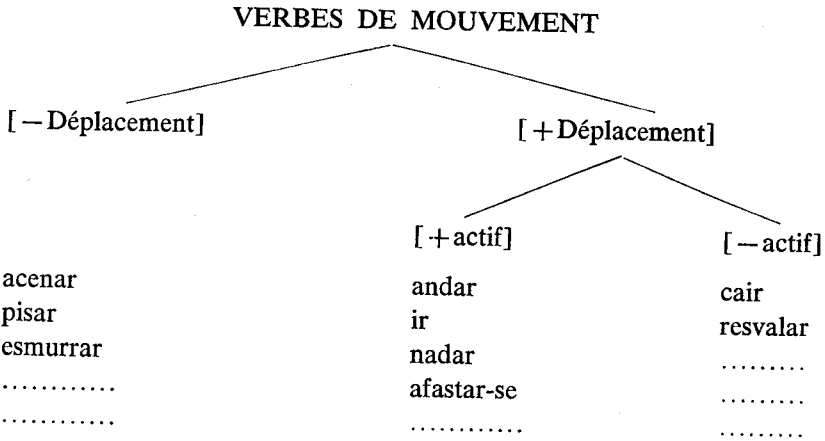 VERBES DE MOUVEMENT
[—Déplacement]
[+Déplacement]
[+actif]
[—actif]
acenar
pisar
esmurrar
............
............
andar
ir
nadar
afastar-se
............
cair
resvalar
.........
.........
.........